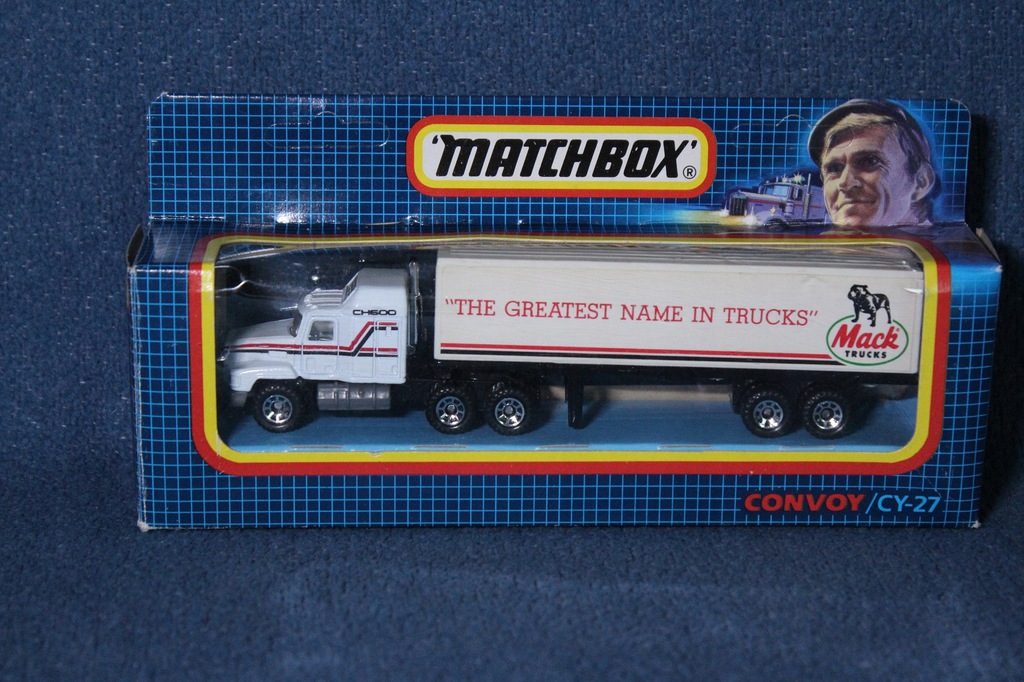 'MATCHBOX'®
CH600
"THE GREATEST NAME IN TRUCKS"
Mack
TRUCKS
CONVOY/CY-27